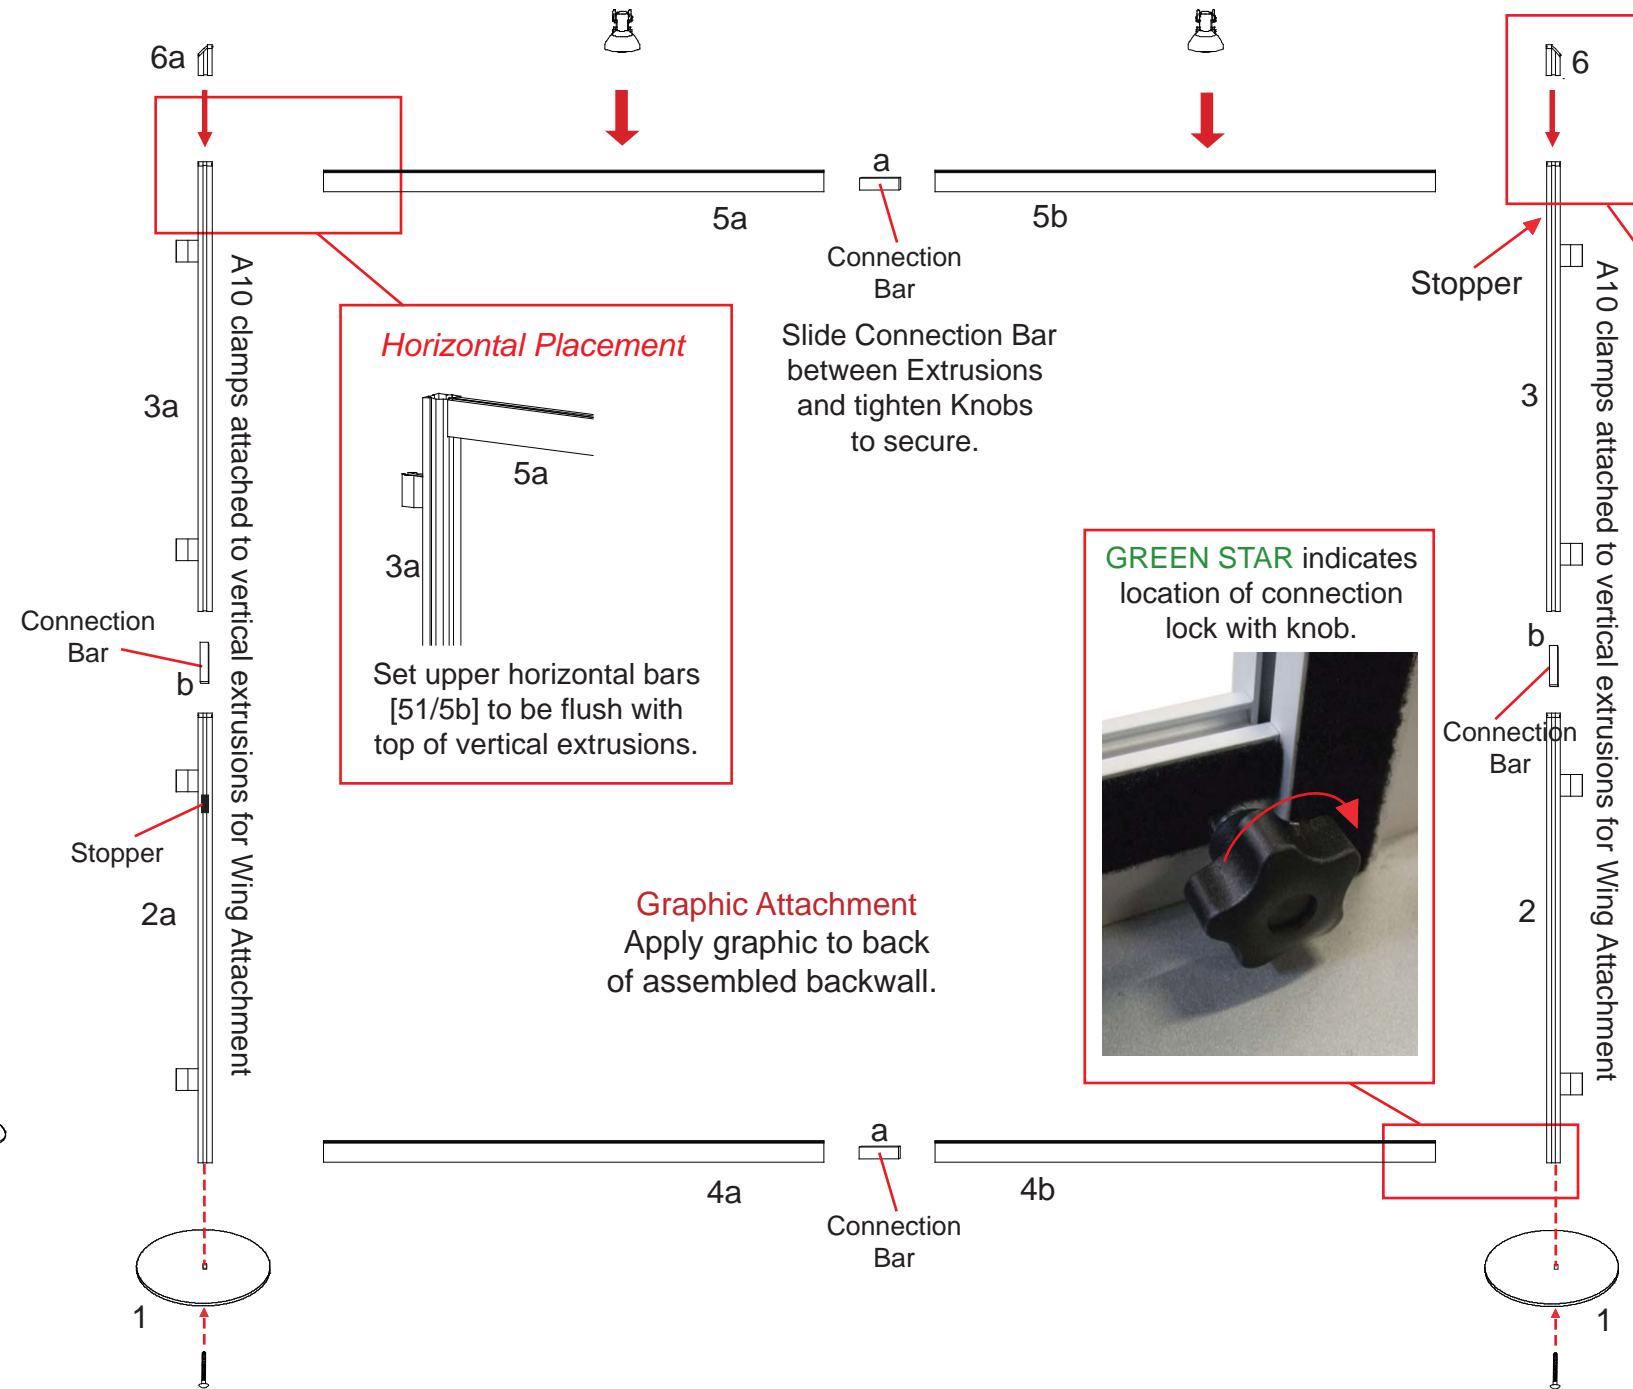 6a
6
a
5a
5b
Connection
Bar
Stopper
Slide Connection Bar
between Extrusions
and tighten Knobs
to secure.
Horizontal Placement
5a
3a
Set upper horizontal bars
[51/5b] to be flush with
top of vertical extrusions.
3a
A10 clamps attached to vertical extrusions for Wing Attachment
3
A10 clamps attached to vertical extrusions for Wing Attachment
GREEN STAR indicates
location of connection
lock with knob.
Connection
Bar
b
b
Connection
Bar
Stopper
2a
2
Graphic Attachment
Apply graphic to back
of assembled backwall.
a
4a
4b
Connection
Bar
1
1